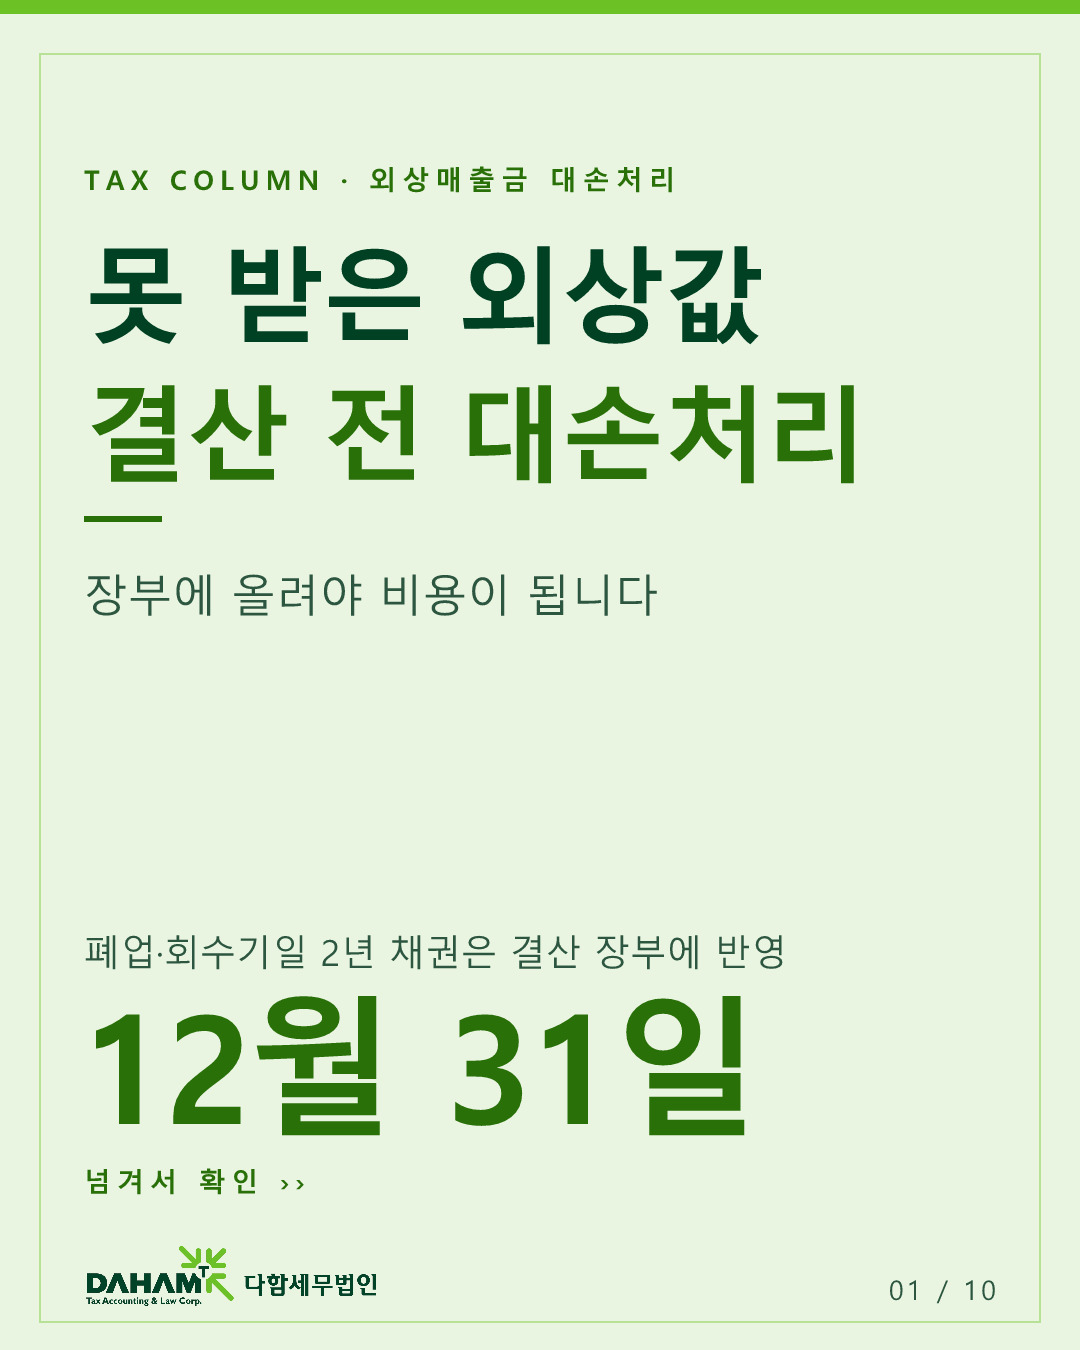 TAX COLUMN · 외상매출금 대손처리
못 받은 외상값
결산 전 대손처리
장부에 올려야 비용이 됩니다
폐업·회수기일 2년 채권은 결산 장부에 반영
12월 31일
넘겨서 확인 ››
DAHAM T 다함세무법인
Tax Accounting & Law Corp.
01 / 10